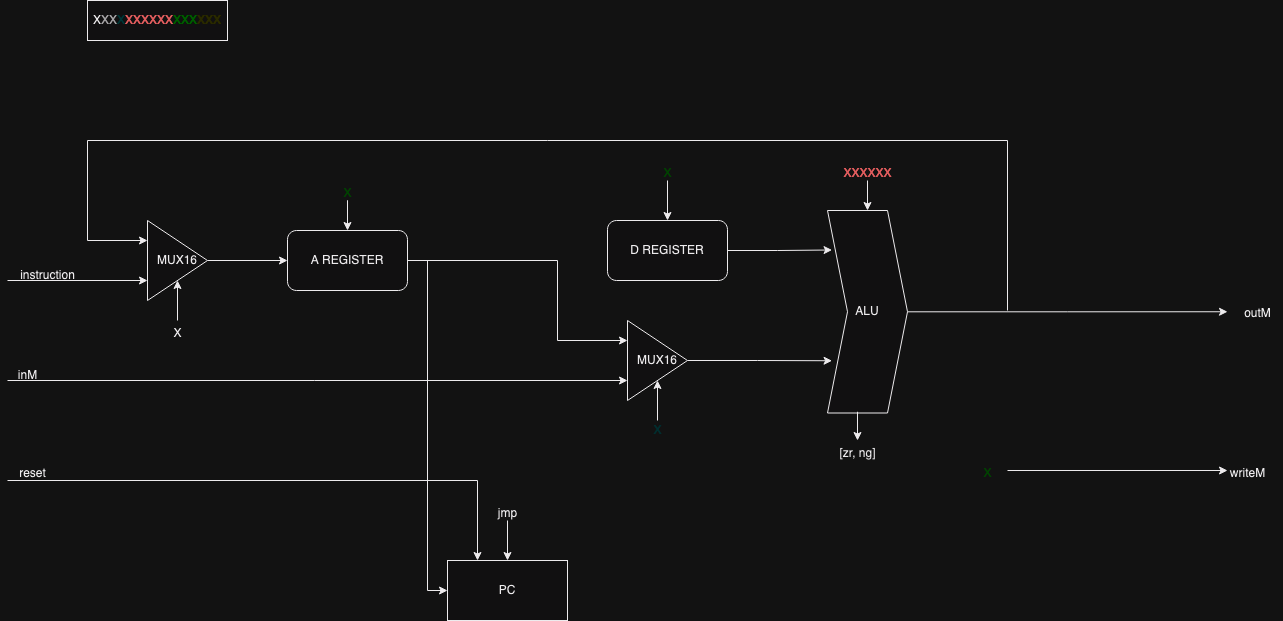 XXXXXXXXXXXXXXXX
XXXXXX
X
X
D REGISTER
MUX16
A REGISTER
instruction
ALU
outM
X
MUX16
inM
X
[zr, ng]
reset
X
writeM
jmp
PC